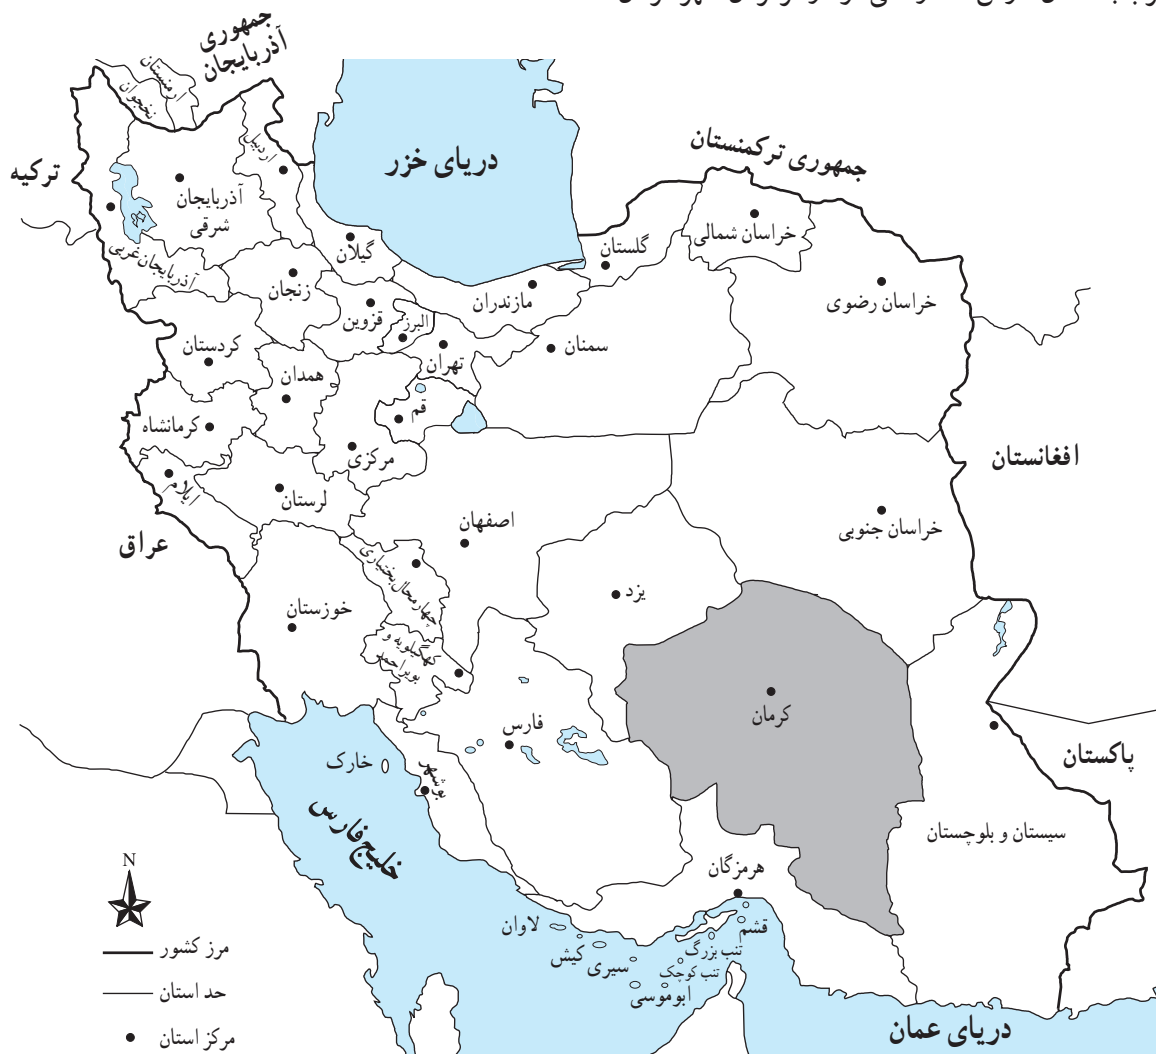 جمهوری
آذربایجان
ارمنستان
نخجوان
ترکیه
اردبیل
دریای خزر
جمهوری ترکمنستان
آذربایجان
شرقی
آذربایجان غربی
گیلان
گلستان
خراسان شمالی
زنجان
مازندران
خراسان رضوی
قزوین
البرز
تهران
سمنان
کردستان
همدان
قم
کرمانشاه
مرکزی
افغانستان
ایلام
لرستان
اصفهان
خراسان جنوبی
عراق
چهارمحال بختیاری
یزد
خوزستان
کهگیلویه و
بویراحمد
کرمان
فارس
پاکستان
خارک
بوشهر
خلیج فارس
سیستان و بلوچستان
هرمزگان
لاوان
قشم
کیش
تنب بزرگ
سیری
تنب کوچک
ابوموسی
دریای عمان
N
مرز کشور
حد استان
مرکز استان